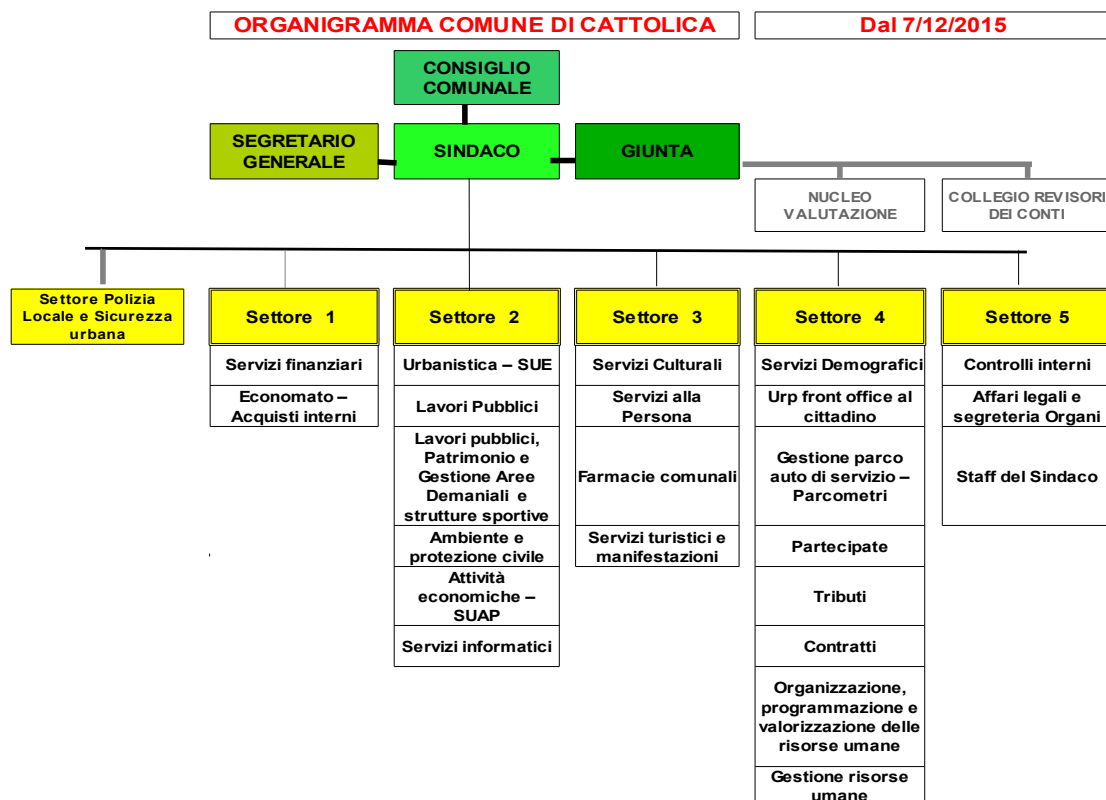 ORGANIGRAMMA COMUNE DI CATTOLICA
Dal 7/12/2015
CONSIGLIO
COMUNALE
SEGRETARIO
GENERALE
SINDACO
GIUNTA
NUCLEO
VALUTAZIONE
COLLEGIO REVISORI
DEI CONTI
Settore Polizia
Locale e Sicurezza
urbana
Settore 1
Servizi finanziari
Economato –
Acquisti interni
Settore 2
Urbanistica – SUE
Lavori Pubblici
Lavori pubblici,
Patrimonio e
Gestione Aree
Demaniali e
strutture sportive
Ambiente e
protezione civile
Attività
economiche –
SUAP
Servizi informatici
Settore 3
Servizi Culturali
Servizi alla
Persona
Farmacie comunali
Servizi turistici e
manifestazioni
Settore 4
Servizi Demografici
Urp front office al
cittadino
Gestione parco
auto di servizio –
Parcometri
Partecipate
Tributi
Contratti
Organizzazione,
programmazione e
valorizzazione delle
risorse umane
Gestione risorse
umane
Settore 5
Controlli interni
Affari legali e
segreteria Organi
Staff del Sindaco